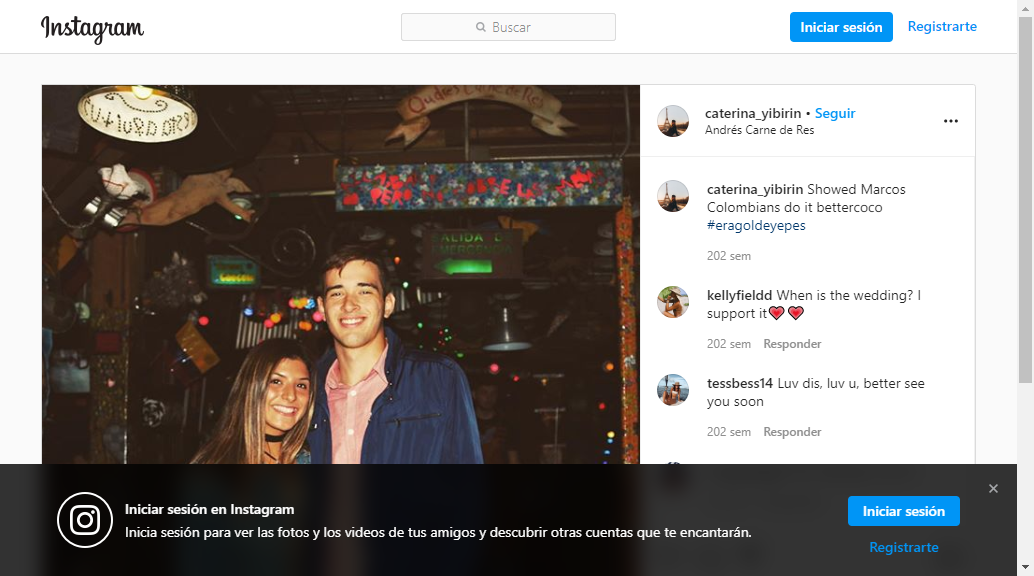 Instagram
Buscar
Iniciar sesión
Registrarte
caterina_yibirin • Seguir
Andrés Carne de Res
caterina_yibirin Showed Marcos
Colombians do it bettercoco
#eragoldeyepes
202 sem
SALIDA DE
EMERGENCIA
kellyfieldd When is the wedding? I
support it❤️❤️
202 sem Responder
tessbess14 Luv dis, luv u, better see
you soon
202 sem Responder
Iniciar sesión en Instagram
Inicia sesión para ver las fotos y los videos de tus amigos y descubrir otras cuentas que te encantarán.
Iniciar sesión
Registrarte